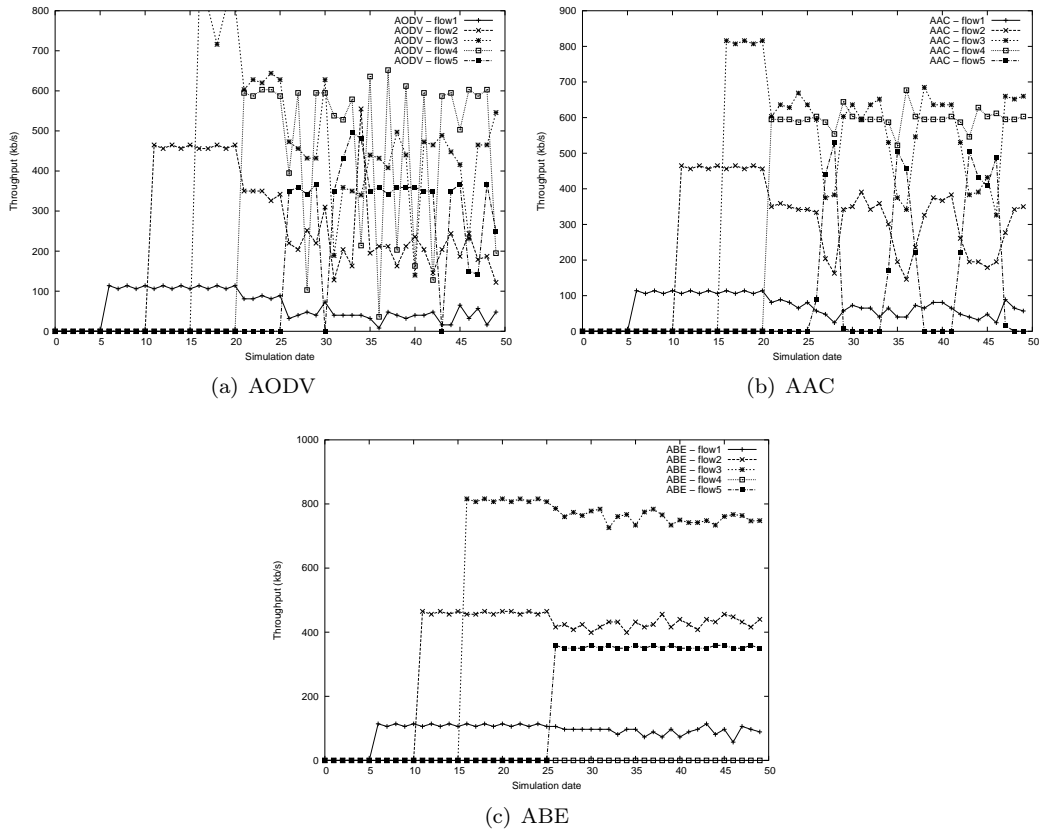 800
700
600
500
400
300
200
100
0
Throughput (kb/s)
0 5 10 15 20 25 30 35 40 45 50
Simulation date
AODV – flow1
AODV – flow2
AODV – flow3
AODV – flow4
AODV – flow5
(a) AODV
900
800
700
600
500
400
300
200
100
0
Throughput (kb/s)
0 5 10 15 20 25 30 35 40 45 50
Simulation date
AAC – flow1
AAC – flow2
AAC – flow3
AAC – flow4
AAC – flow5
(b) AAC
1000
800
600
400
200
0
Throughput (kb/s)
0 5 10 15 20 25 30 35 40 45 50
Simulation date
ABE – flow1
ABE – flow2
ABE – flow3
ABE – flow4
ABE – flow5
(c) ABE